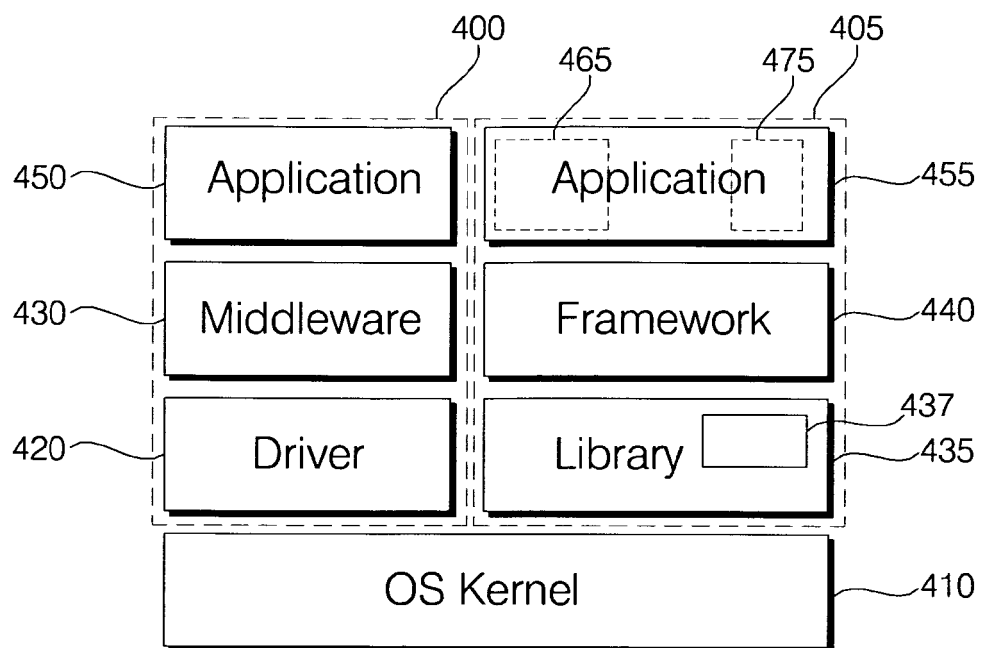 400 405
465 475
450 Application Application 455
430 Middleware Framework 440
437
420 Driver Library 435
OS Kernel 410